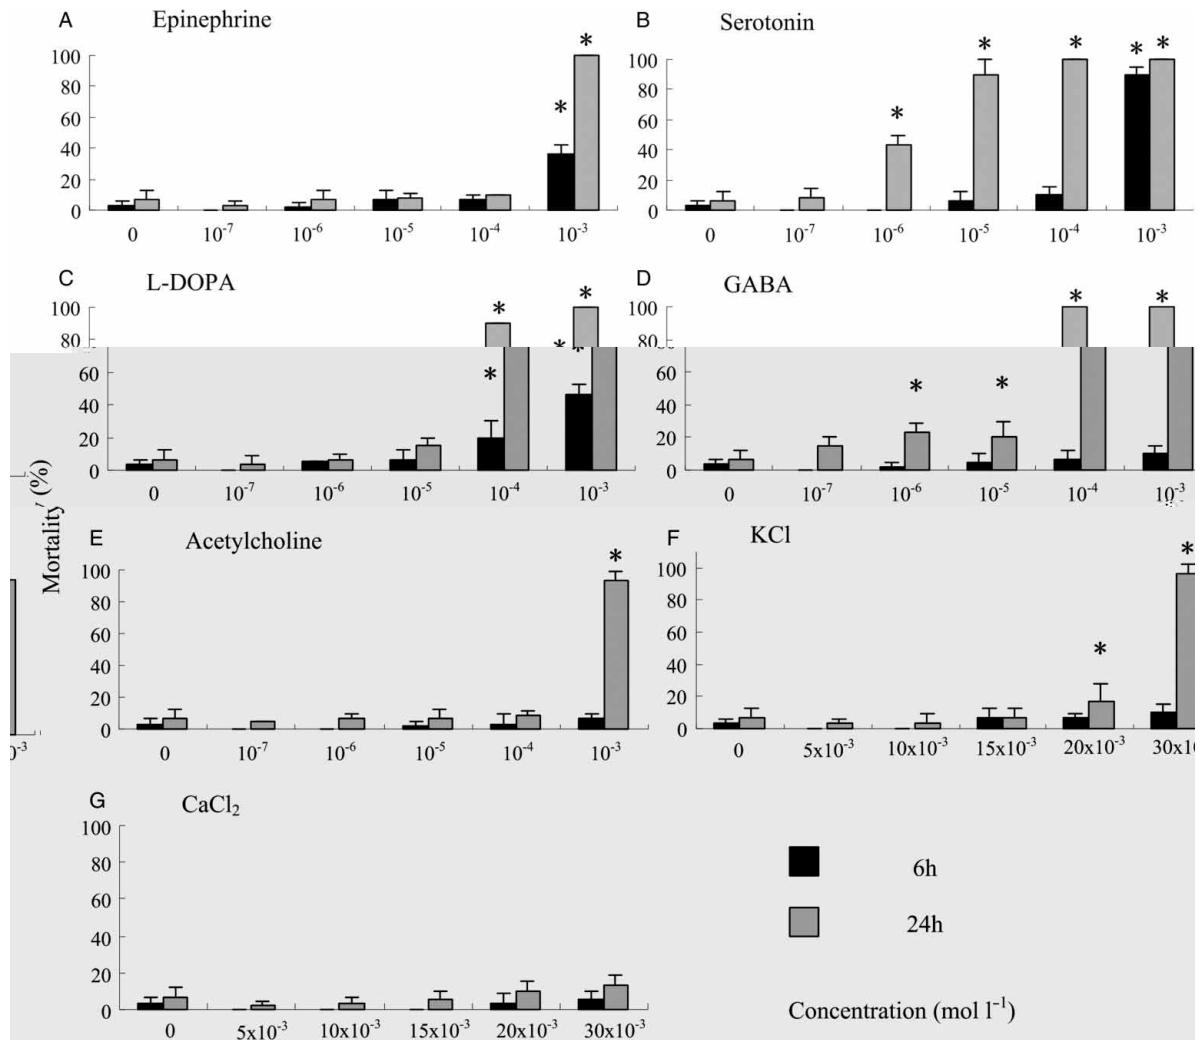 A Epinephrine
100
80
60
40
20
0
0 10⁻⁷ 10⁻⁶ 10⁻⁵ 10⁻⁴ 10⁻³
* *
B Serotonin
100
80
60
40
20
0
0 10⁻⁷ 10⁻⁶ 10⁻⁵ 10⁻⁴ 10⁻³
* * * * *
C L-DOPA
100
80
60
40
20
0
0 10⁻⁷ 10⁻⁶ 10⁻⁵ 10⁻⁴ 10⁻³
* * * *
D GABA
100
80
60
40
20
0
0 10⁻⁷ 10⁻⁶ 10⁻⁵ 10⁻⁴ 10⁻³
* * * *
Mortality (%)
E Acetylcholine
100
80
60
40
20
0
0 10⁻⁷ 10⁻⁶ 10⁻⁵ 10⁻⁴ 10⁻³
*
F KCl
100
80
60
40
20
0
0 5x10⁻³ 10x10⁻³ 15x10⁻³ 20x10⁻³ 30x10
* *
G CaCl₂
100
80
60
40
20
0
0 5x10⁻³ 10x10⁻³ 15x10⁻³ 20x10⁻³ 30x10⁻³
6h
24h
Concentration (mol l⁻¹)